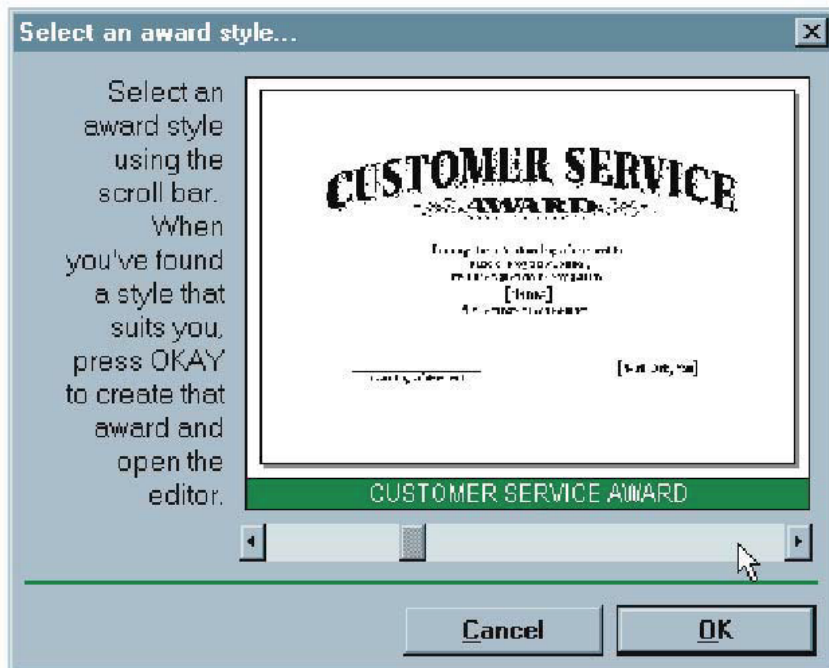 Select an award style...
Select an
award style
using the
scroll bar.
When
you've found
a style that
suits you,
press OKAY
to create that
award and
open the
editor.
CUSTOMER SERVICE
AWARD
[Name]
CUSTOMER SERVICE AWARD
Cancel
OK